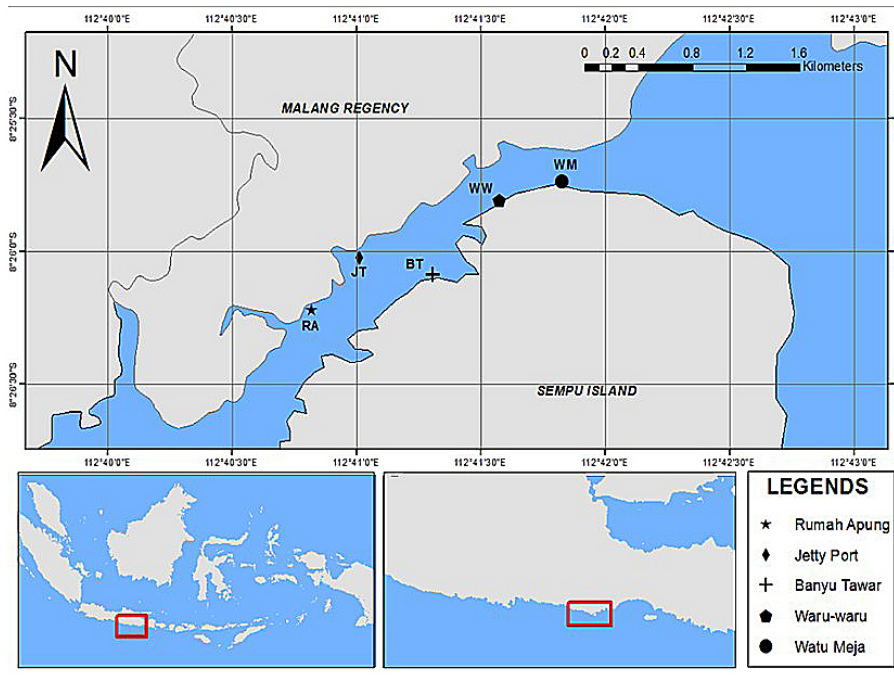 112°40'0"E 112°40'30"E 112°41'0"E 112°41'30"E 112°42'0"E 112°42'30"E 112°43'0"E
N
0 0.2 0.4 0.8 1.2 1.6
Kilometers
8°25'30"S
MALANG REGENCY
WM
WW
8°26'0"S
JT
BT
RA
8°26'30"S
SEMPU ISLAND
112°40'0"E 112°40'30"E 112°41'0"E 112°41'30"E 112°42'0"E 112°42'30"E 112°43'0"E
LEGENDS
Rumah Apung
Jetty Port
Banyu Tawar
Waru-waru
Watu Meja